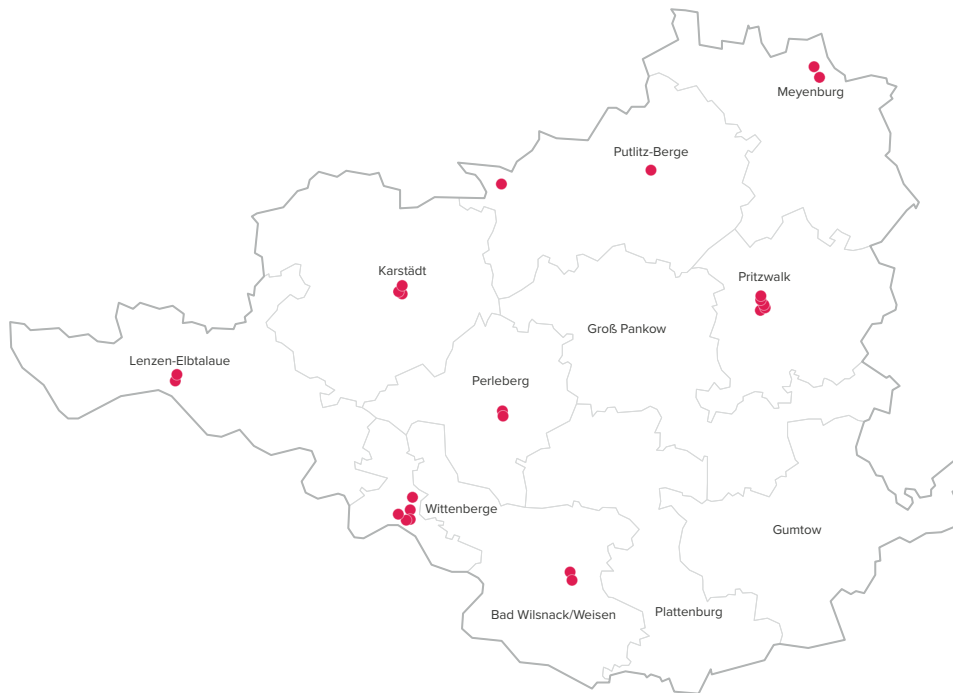 Meyenburg
Putlitz-Berge
Karstädt
Pritzwalk
Groß Pankow
Lenzen-Elbtalaue
Perleberg
Wittenberge
Gumtow
Bad Wilsnack/Weisen
Plattenburg